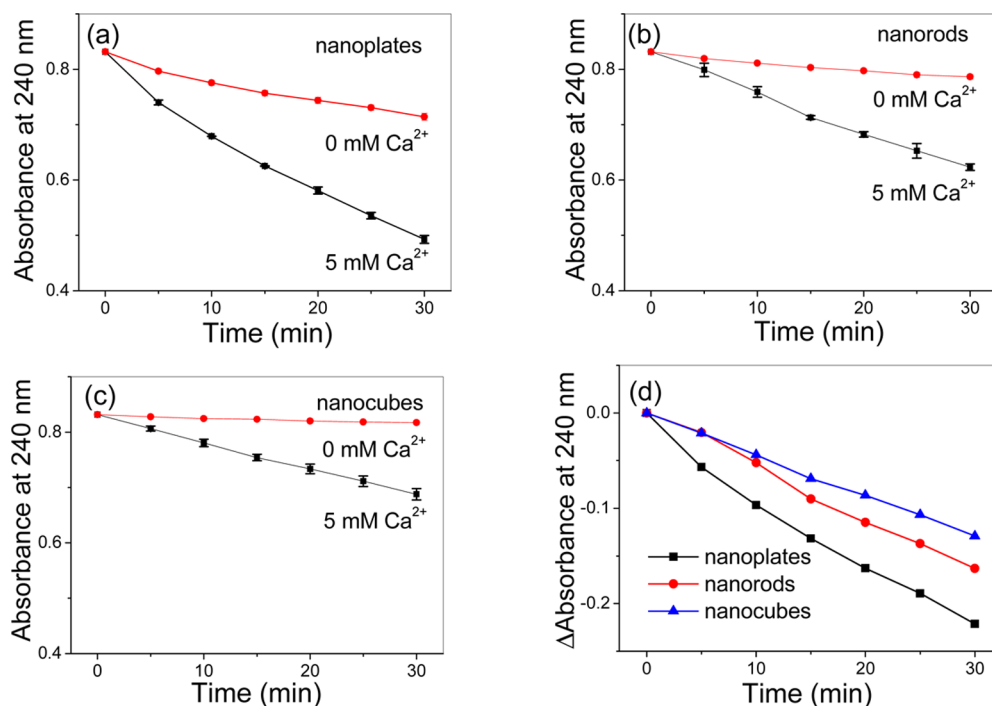 (a)
nanoplates
Absorbance at 240 nm
0.8
0.6
0.4
0 mM Ca²⁺
5 mM Ca²⁺
0 10 20 30
Time (min)
(b)
nanorods
Absorbance at 240 nm
0.8
0.6
0.4
0 mM Ca²⁺
5 mM Ca²⁺
0 10 20 30
Time (min)
(c)
nanocubes
Absorbance at 240 nm
0.8
0.6
0.4
0 mM Ca²⁺
5 mM Ca²⁺
0 10 20 30
Time (min)
(d)
ΔAbsorbance at 240 nm
0.0
-0.1
-0.2
nanoplates
nanorods
nanocubes
0 10 20 30
Time (min)